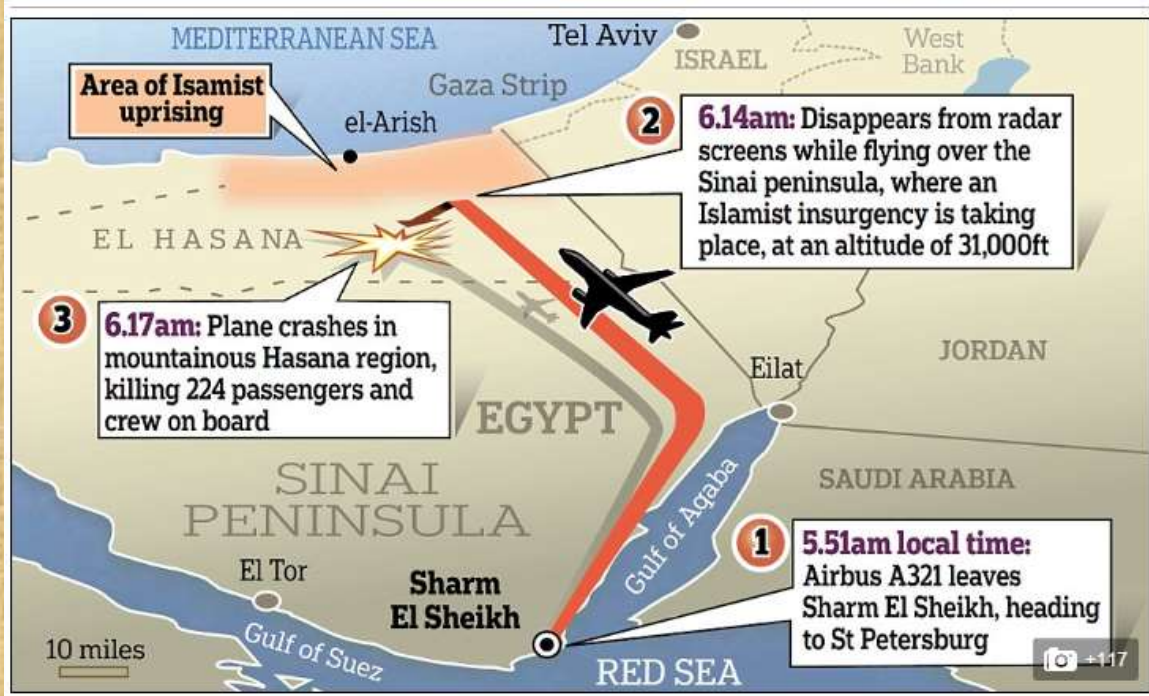 MEDITERRANEAN SEA
Tel Aviv
ISRAEL
West
Bank
Area of Isamist
uprising
Gaza Strip
el-Arish
2
6.14am: Disappears from radar
screens while flying over the
Sinai peninsula, where an
Islamist insurgency is taking
place, at an altitude of 31,000ft
EL HASANA
3
6.17am: Plane crashes in
mountainous Hasana region,
killing 224 passengers and
crew on board
JORDAN
Eilat
EGYPT
SINAI
PENINSULA
SAUDI ARABIA
Gulf of Aqaba
1
5.51am local time:
Airbus A321 leaves
Sharm El Sheikh, heading
to St Petersburg
El Tor
Sharm
El Sheikh
Gulf of Suez
10 miles
RED SEA
+117